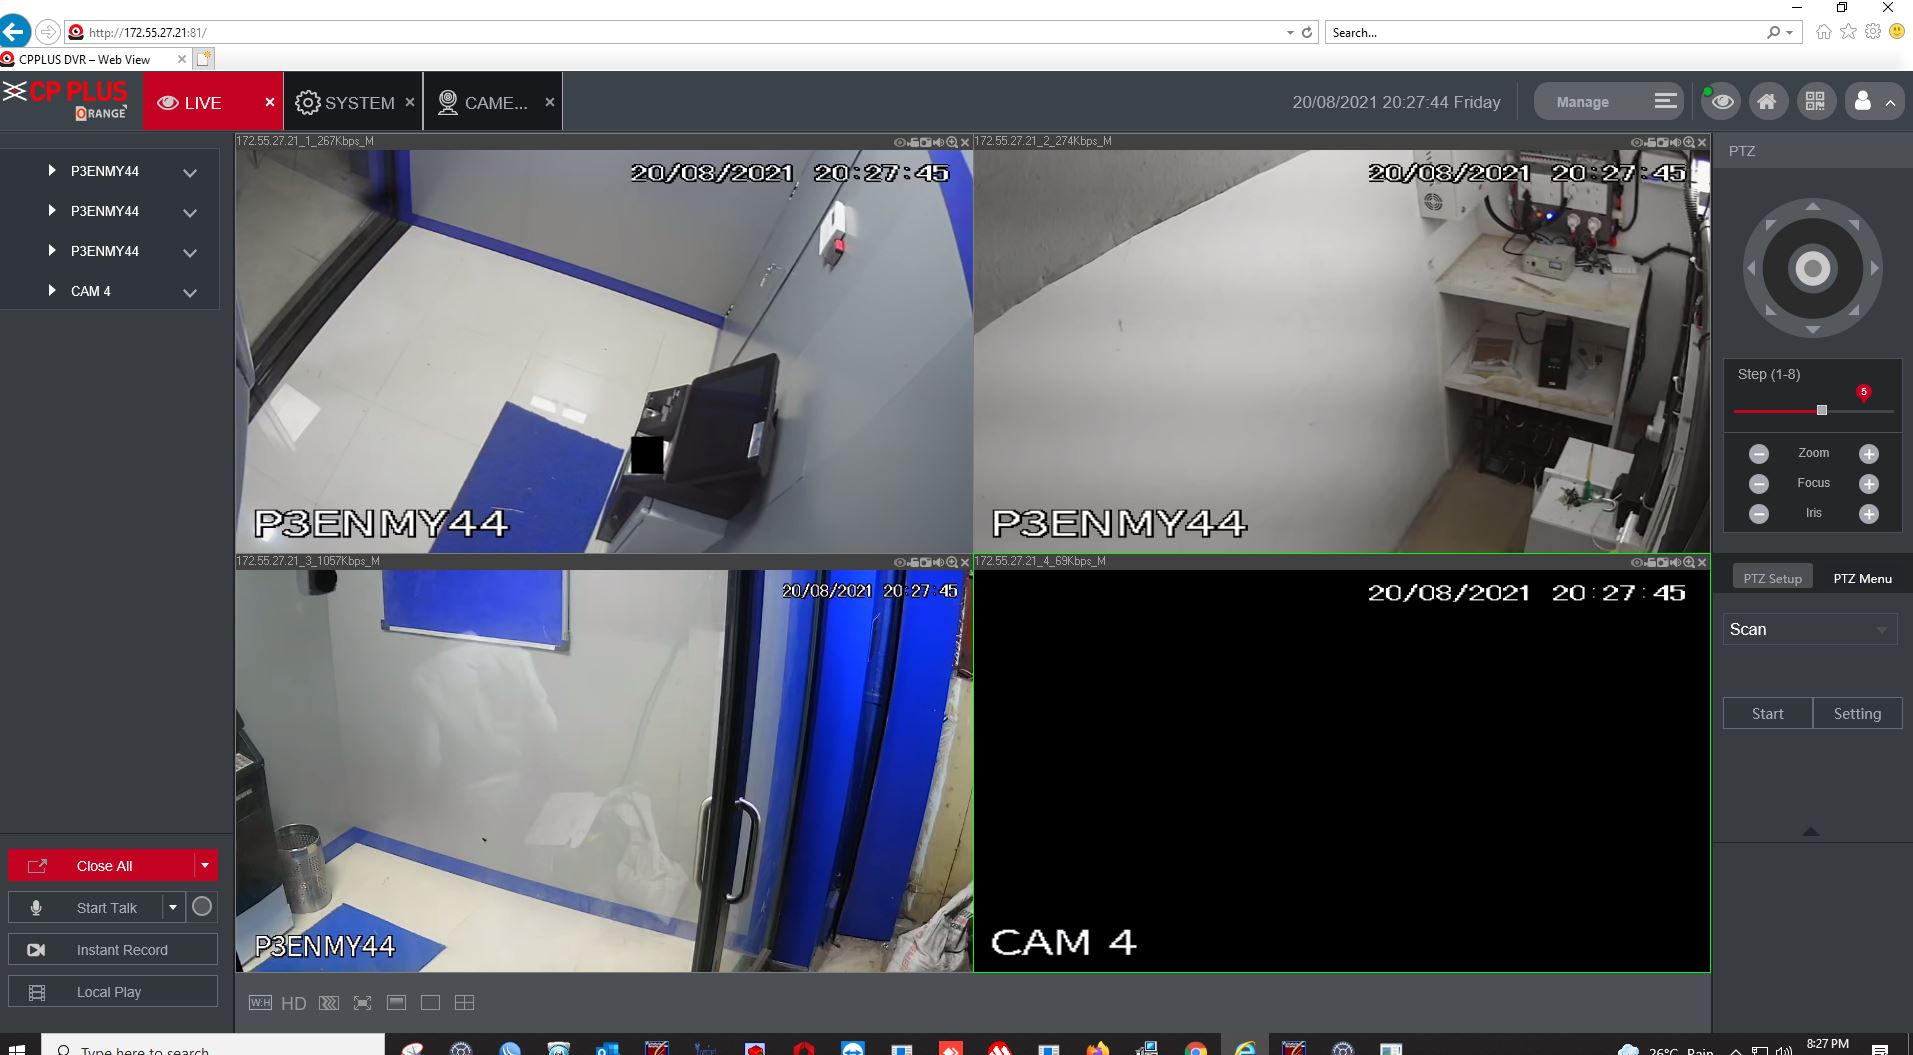 http://172.55.27.21:81/
Search...
CPPLUS DVR – Web View
CP PLUS
ORANGE
LIVE
SYSTEM
CAME...
20/08/2021 20:27:44 Friday
Manage
172.55.27.21_1_267Kbps_M
172.55.27.21_2_274Kbps_M
PTZ
P3ENMY44
P3ENMY44
P3ENMY44
CAM 4
20/08/2021 20:27:45
P3ENMY44
20/08/2021 20:27:45
P3ENMY44
Step (1-8)
5
Zoom
Focus
Iris
172.55.27.21_3_1057Kbps_M
172.55.27.21_4_69Kbps_M
20/08/2021 20:27:45
P3ENMY44
20/08/2021 20:27:45
CAM 4
PTZ Setup
PTZ Menu
Scan
Start
Setting
Close All
Start Talk
Instant Record
Local Play
W:H
HD
Type here to search
26°C Rain
8:27 PM